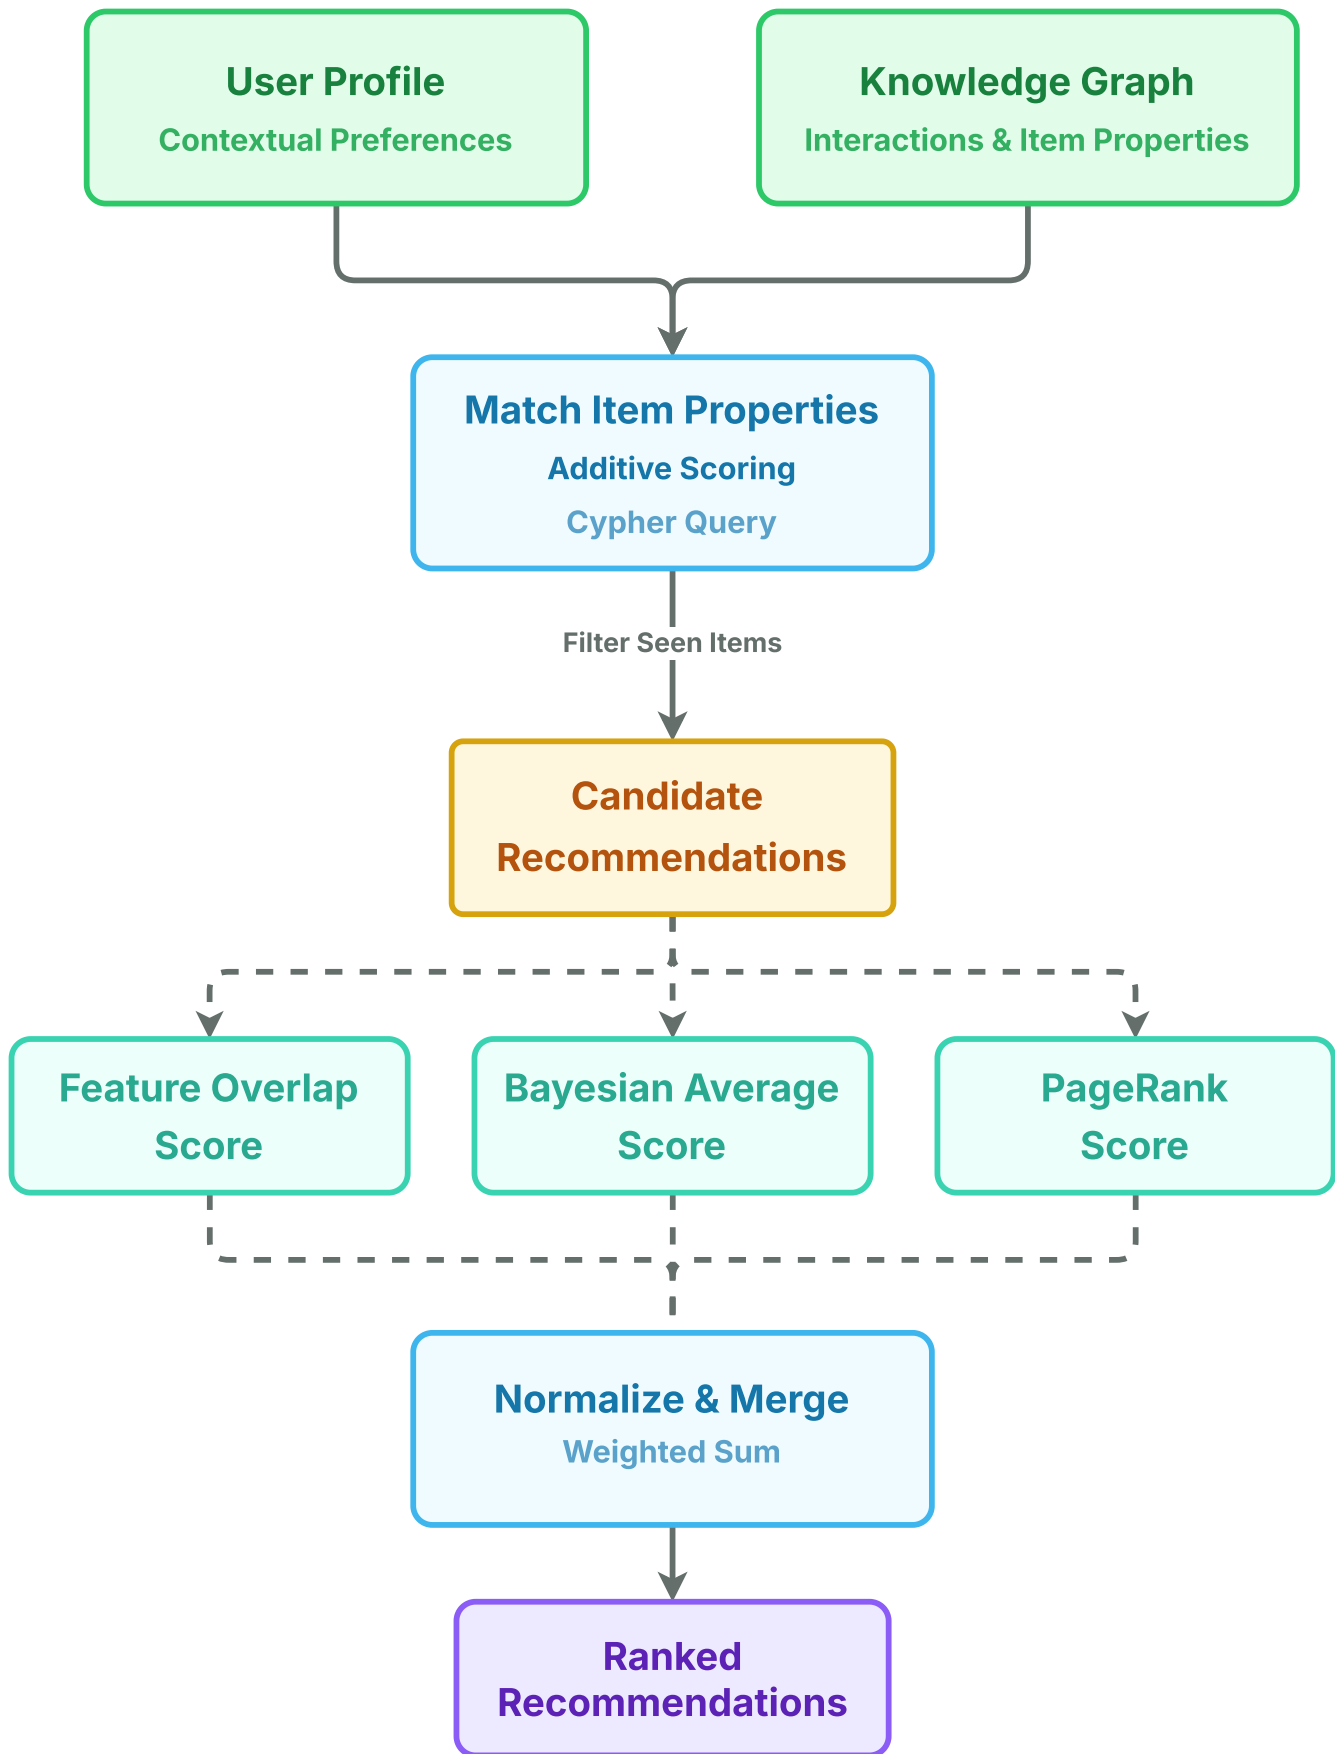 User Profile
Contextual Preferences
Knowledge Graph
Interactions & Item Properties
Match Item Properties
Additive Scoring
Cypher Query
Filter Seen Items
Candidate
Recommendations
Feature Overlap
Score
Bayesian Average
Score
PageRank
Score
Normalize & Merge
Weighted Sum
Ranked
Recommendations